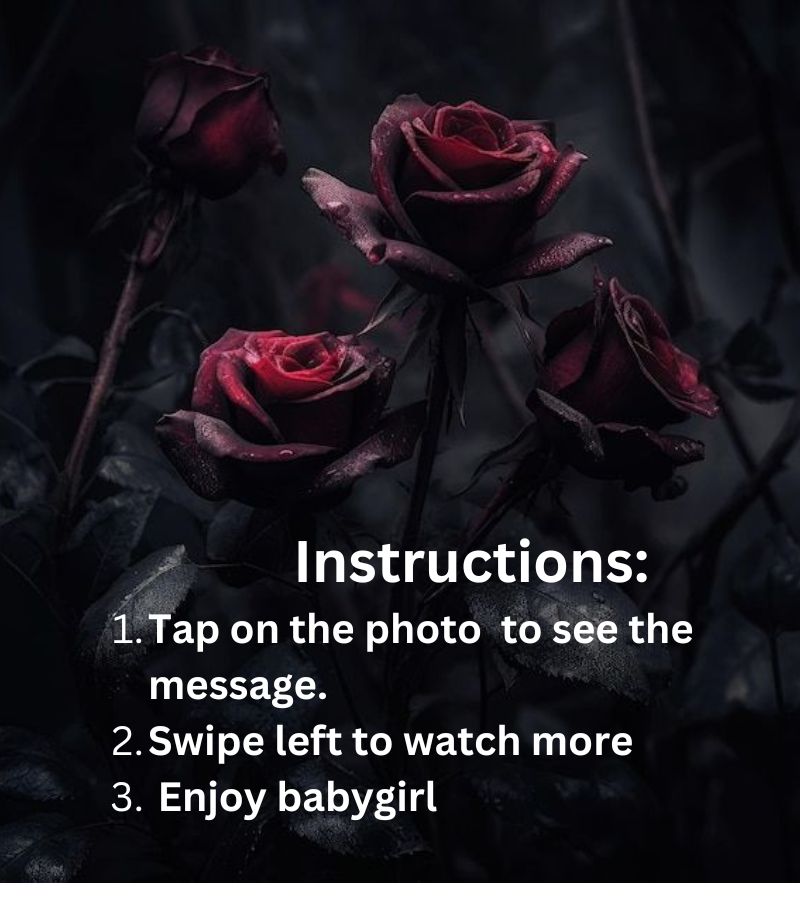 Instructions:
1. Tap on the photo  to see the
message.
2. Swipe left to watch more
3.  Enjoy babygirl